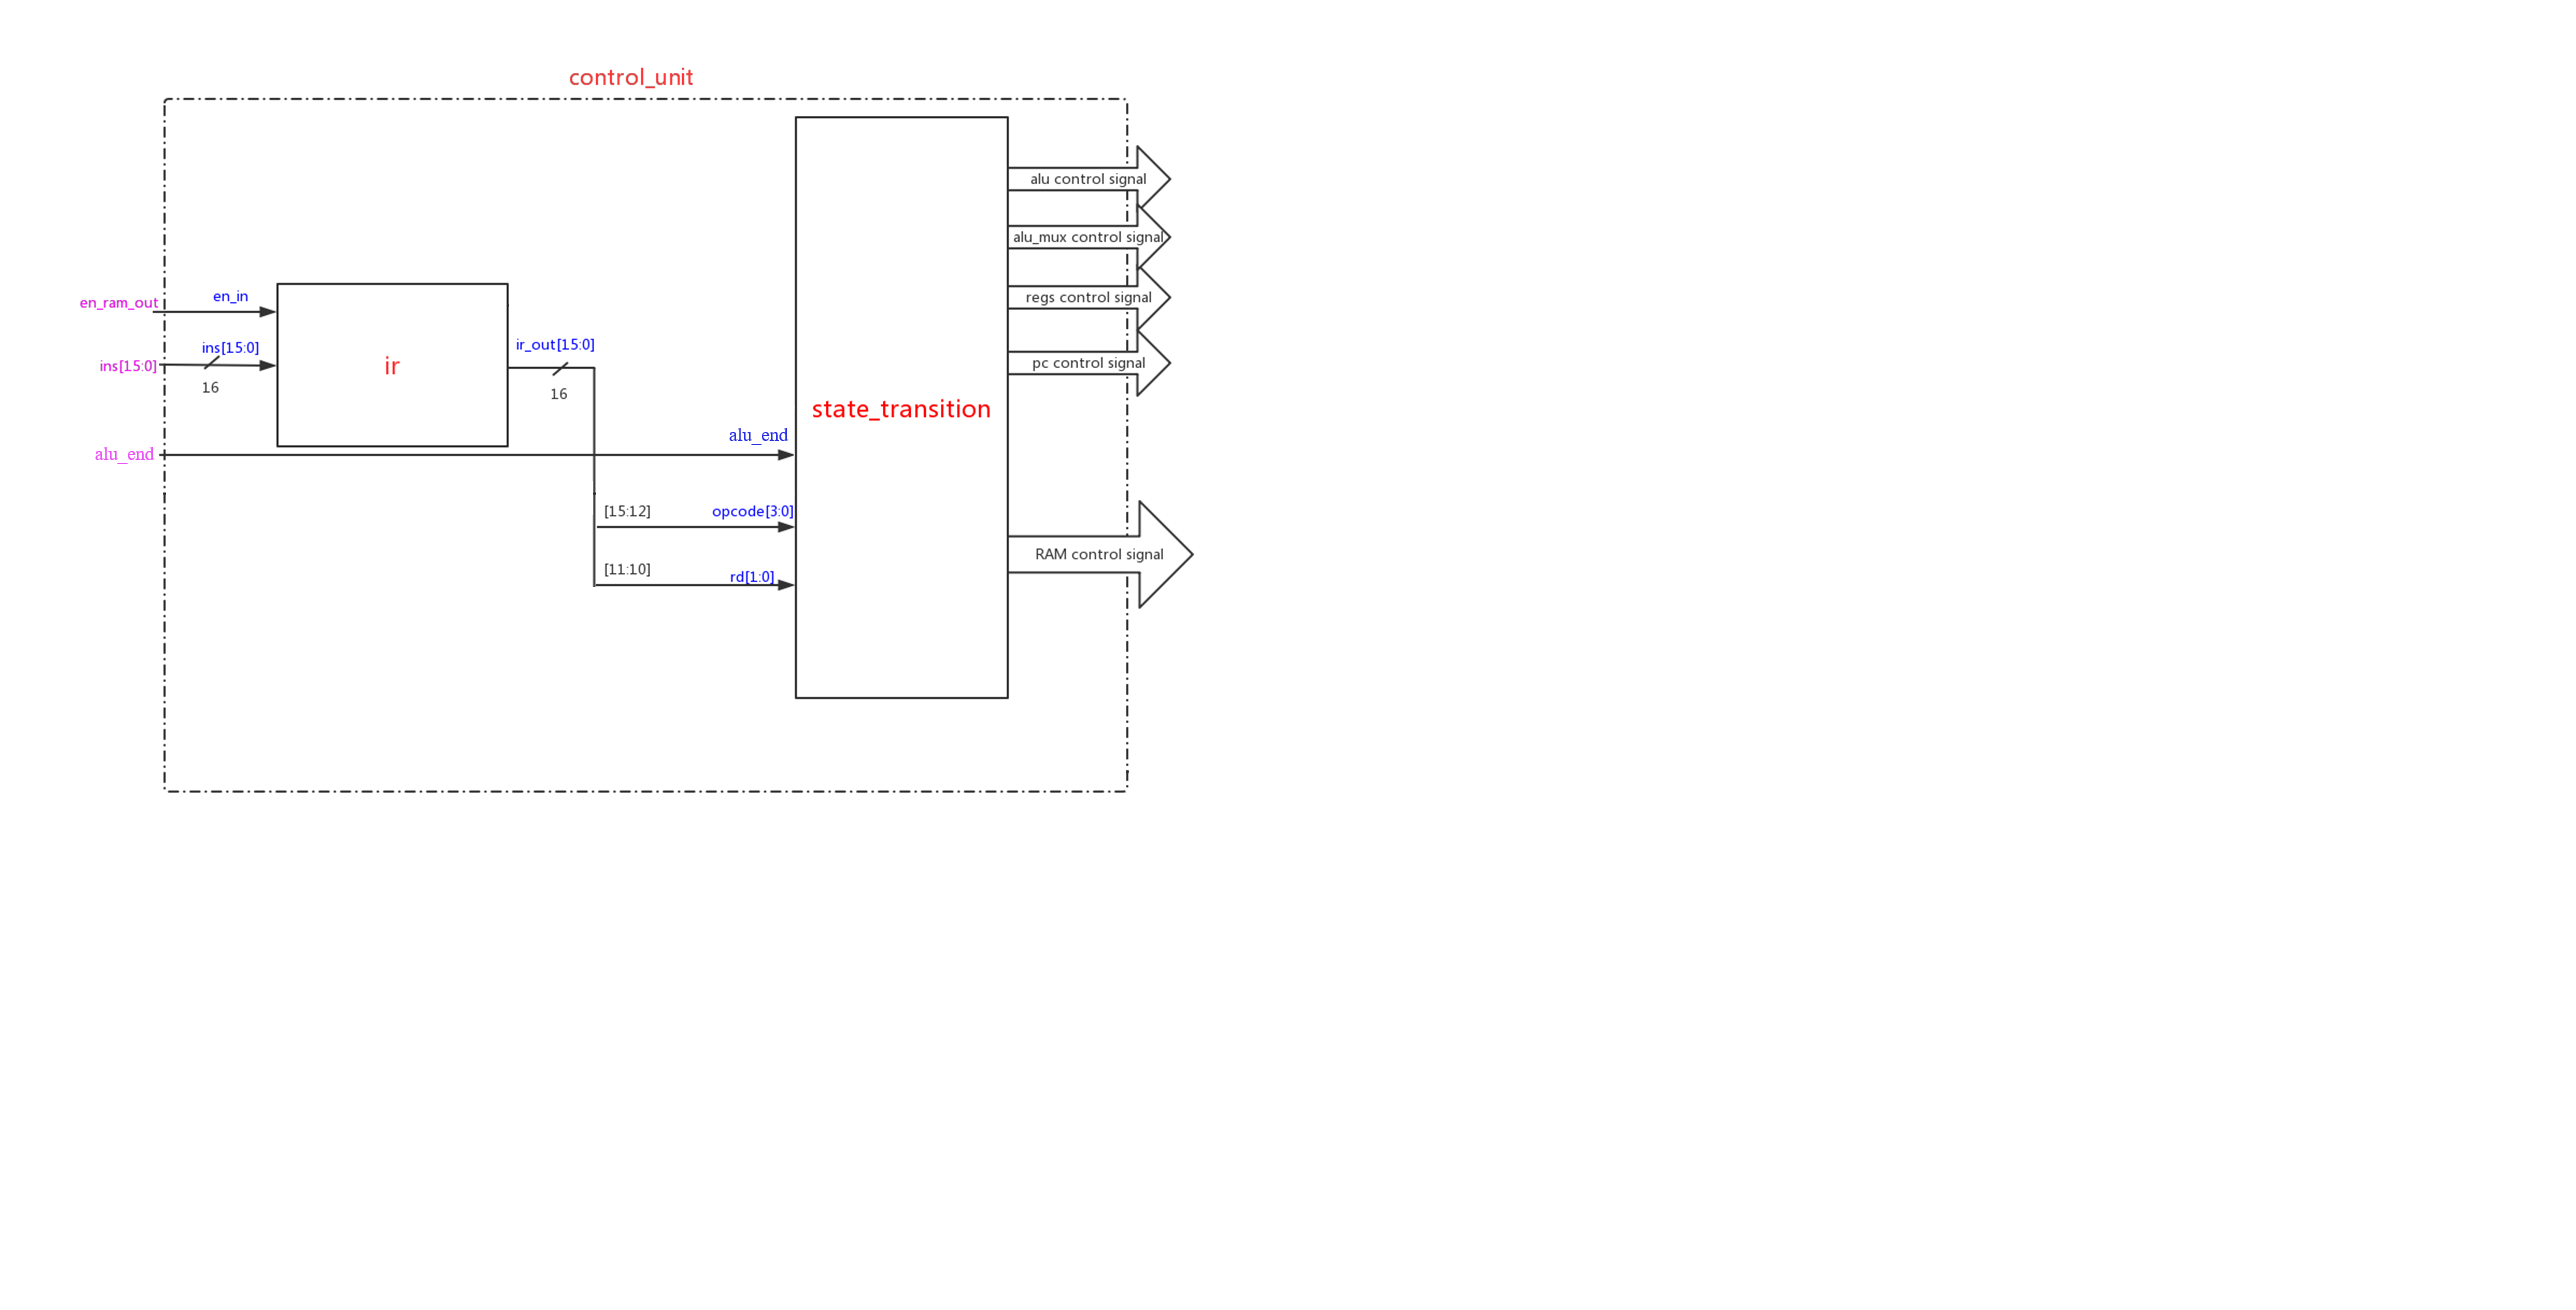 control_unit
alu control signal
alu_mux control signal
regs control signal
pc control signal
en_ram_out
en_in
ins[15:0]
ins[15:0]
16
ir
ir_out[15:0]
16
state_transition
alu_end
alu_end
[15:12]
opcode[3:0]
[11:10]
rd[1:0]
RAM control signal